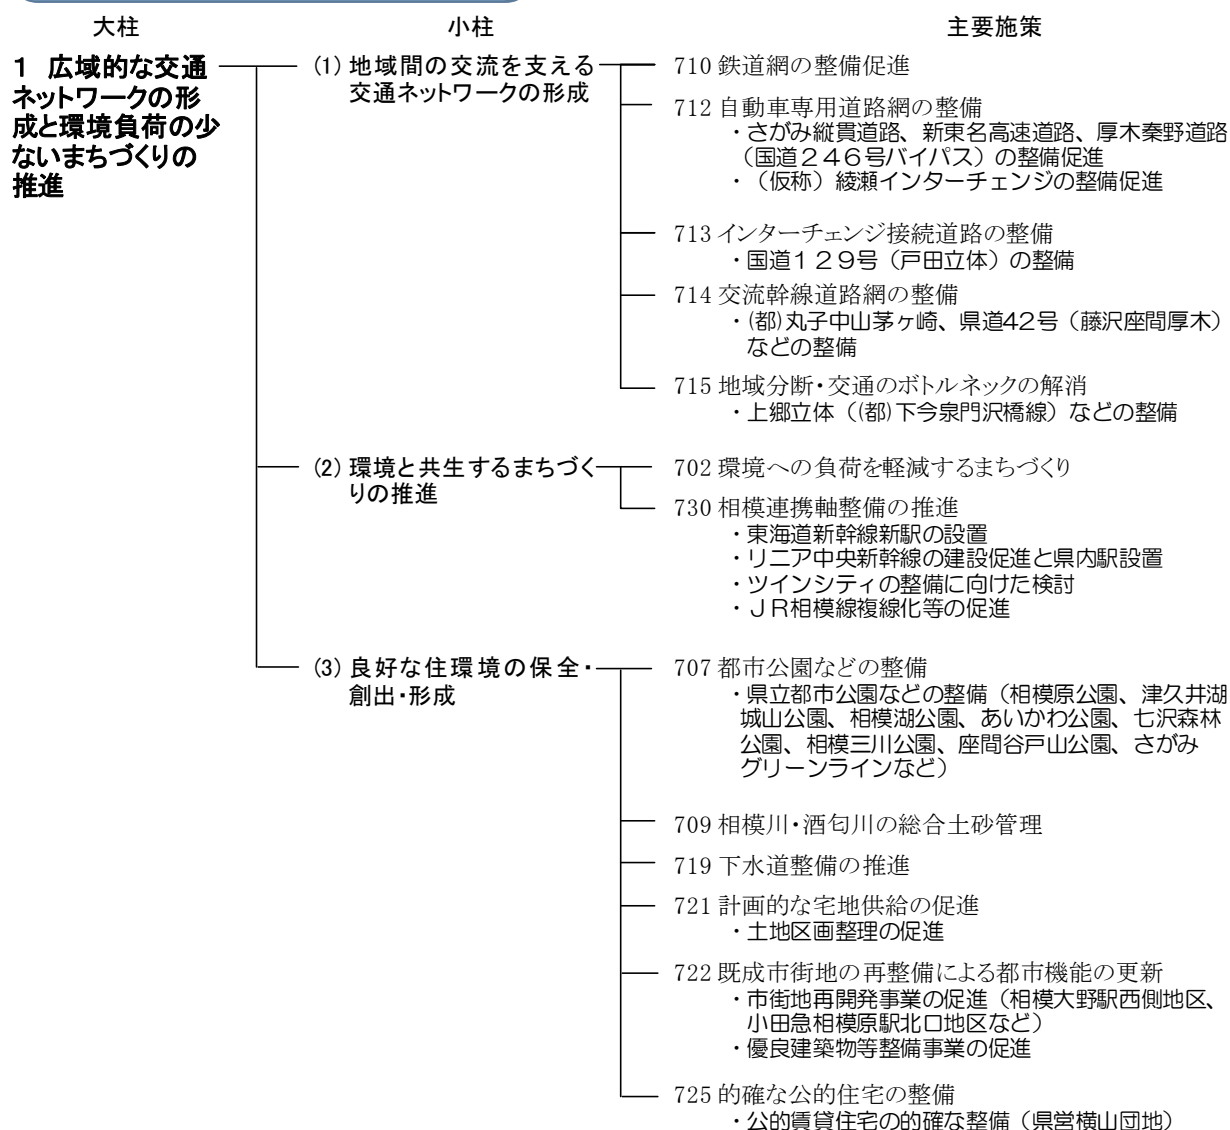 大柱 小柱 主要施策
1 広域的な交通
ネットワークの形
成と環境負荷の少
ないまちづくりの
推進
(1) 地域間の交流を支える
交通ネットワークの形成
710 鉄道網の整備促進
712 自動車専用道路網の整備
・さがみ縦貫道路、新東名高速道路、厚木秦野道路
（国道２４６号バイパス）の整備促進
・（仮称）綾瀬インターチェンジの整備促進
713 インターチェンジ接続道路の整備
・国道１２９号（戸田立体）の整備
714 交流幹線道路網の整備
・(都)丸子中山茅ヶ崎、県道42号（藤沢座間厚木）
などの整備
715 地域分断・交通のボトルネックの解消
・上郷立体（(都)下今泉門沢橋線）などの整備
(2) 環境と共生するまちづく
りの推進
702 環境への負荷を軽減するまちづくり
730 相模連携軸整備の推進
・東海道新幹線新駅の設置
・リニア中央新幹線の建設促進と県内駅設置
・ツインシティの整備に向けた検討
・ＪＲ相模線複線化等の促進
(3) 良好な住環境の保全・
創出・形成
707 都市公園などの整備
・県立都市公園などの整備（相模原公園、津久井湖
城山公園、相模湖公園、あいかわ公園、七沢森林
公園、相模三川公園、座間谷戸山公園、さがみ
グリーンラインなど）
709 相模川・酒匂川の総合土砂管理
719 下水道整備の推進
721 計画的な宅地供給の促進
・土地区画整理の促進
722 既成市街地の再整備による都市機能の更新
・市街地再開発事業の促進（相模大野駅西側地区、
小田急相模原駅北口地区など）
・優良建築物等整備事業の促進
725 的確な公的住宅の整備
・公的賃貸住宅の的確な整備（県営横山団地）